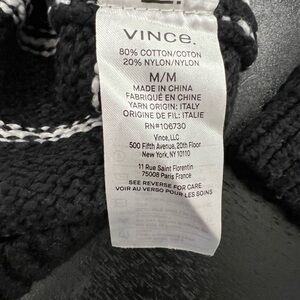 VINCE.
80% COTTON/COTON
20% NYLON/NYLON
M/M
MADE IN CHINA
FABRIQUÉ EN CHINE
YARN ORIGIN: ITALY
ORIGINE DE FIL: ITALIE
RN#106730
Vince, LLC
500 Fifth Avenue, 20th Floor
New York, NY 10110
11 Rue Saint Florentin
75008 Paris France
SEE REVERSE FOR CARE
VOIR AU VERSO POUR LES SOINS